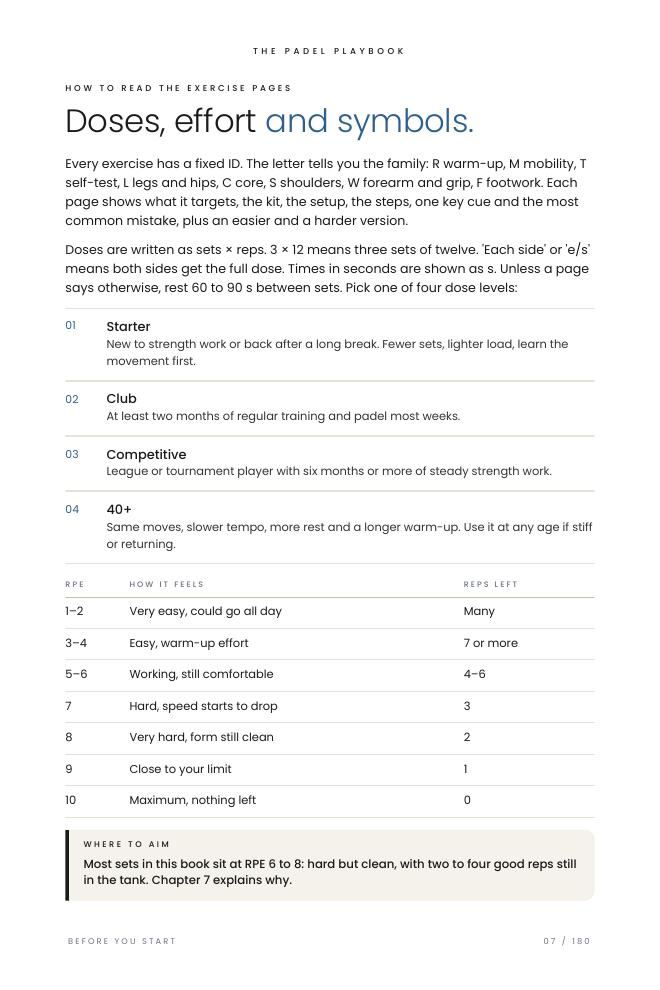 THE PADEL PLAYBOOK
HOW TO READ THE EXERCISE PAGES
Doses, effort and symbols.
Every exercise has a fixed ID. The letter tells you the family: R warm-up, M mobility, T
self-test, L legs and hips, C core, S shoulders, W forearm and grip, F footwork. Each
page shows what it targets, the kit, the setup, the steps, one key cue and the most
common mistake, plus an easier and a harder version.
Doses are written as sets × reps. 3 × 12 means three sets of twelve. 'Each side' or 'e/s'
means both sides get the full dose. Times in seconds are shown as s. Unless a page
says otherwise, rest 60 to 90 s between sets. Pick one of four dose levels:
01 Starter
New to strength work or back after a long break. Fewer sets, lighter load, learn the
movement first.
02 Club
At least two months of regular training and padel most weeks.
03 Competitive
League or tournament player with six months or more of steady strength work.
04 40+
Same moves, slower tempo, more rest and a longer warm-up. Use it at any age if stiff
or returning.
RPE HOW IT FEELS REPS LEFT
1–2 Very easy, could go all day Many
3–4 Easy, warm-up effort 7 or more
5–6 Working, still comfortable 4–6
7 Hard, speed starts to drop 3
8 Very hard, form still clean 2
9 Close to your limit 1
10 Maximum, nothing left 0
WHERE TO AIM
Most sets in this book sit at RPE 6 to 8: hard but clean, with two to four good reps still
in the tank. Chapter 7 explains why.
BEFORE YOU START 07 / 180